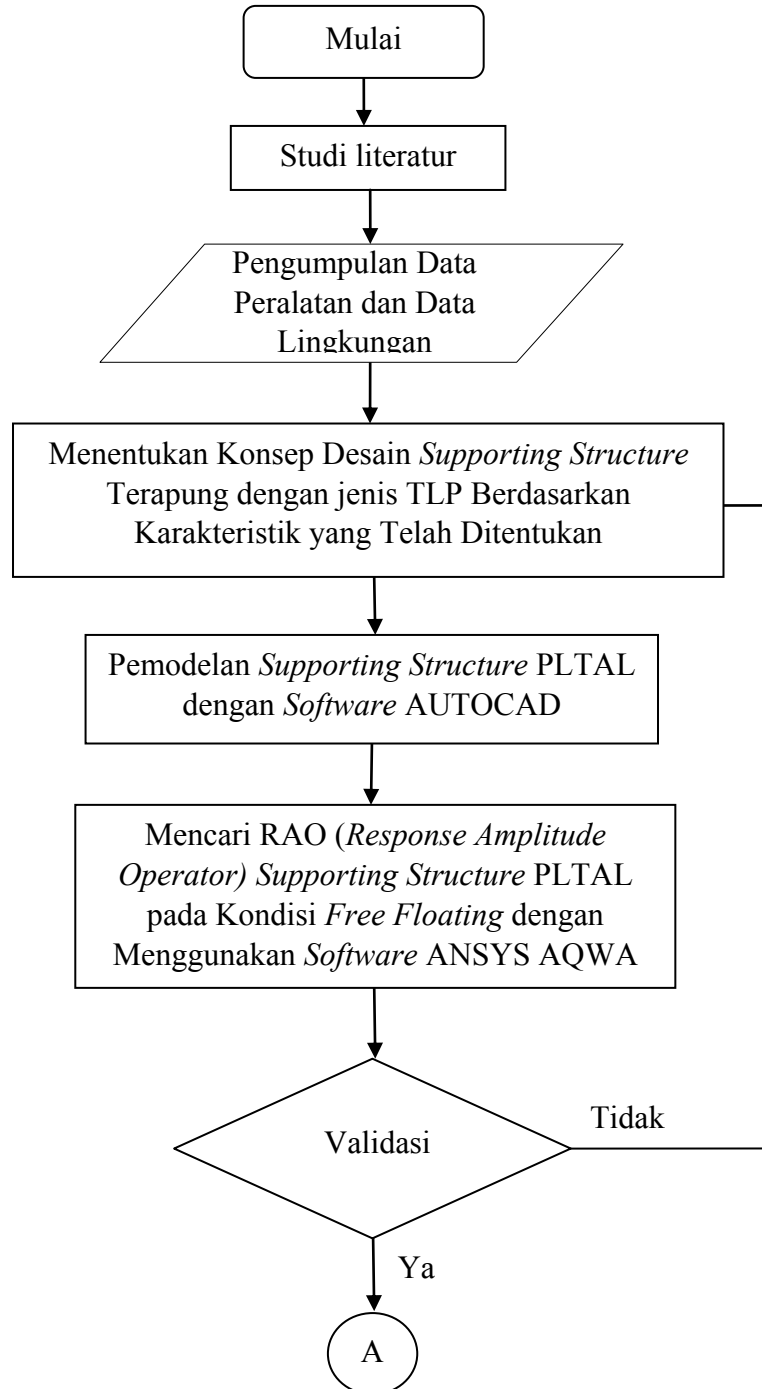 Mulai
Studi literatur
Pengumpulan Data
Peralatan dan Data
Lingkungan
Menentukan Konsep Desain Supporting Structure
Terapung dengan jenis TLP Berdasarkan
Karakteristik yang Telah Ditentukan
Pemodelan Supporting Structure PLTAL
dengan Software AUTOCAD
Mencari RAO (Response Amplitude
Operator) Supporting Structure PLTAL
pada Kondisi Free Floating dengan
Menggunakan Software ANSYS AQWA
Validasi
Tidak
Ya
A